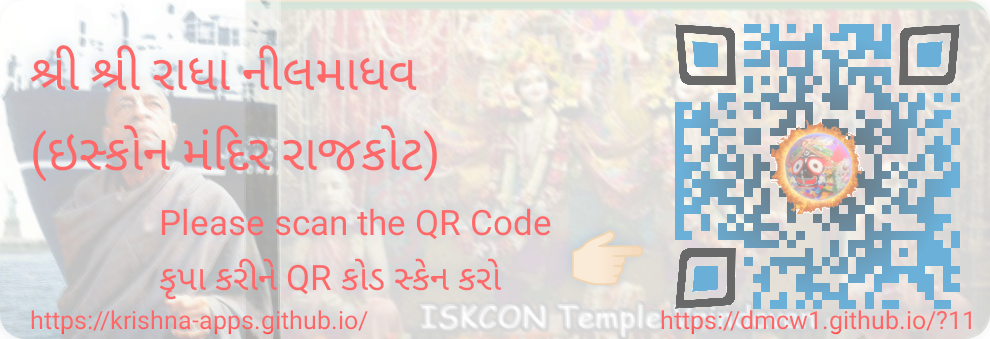 શ્રી શ્રી રાધા નીલમાધવ
(ઇસ્કોન મંદિર રાજકોટ)
Please scan the QR Code
કૃપા કરીને QR કોડ સ્કેન કરો
https://krishna-apps.github.io/
ISKCON Temple
https://dmcw1.github.io/?11